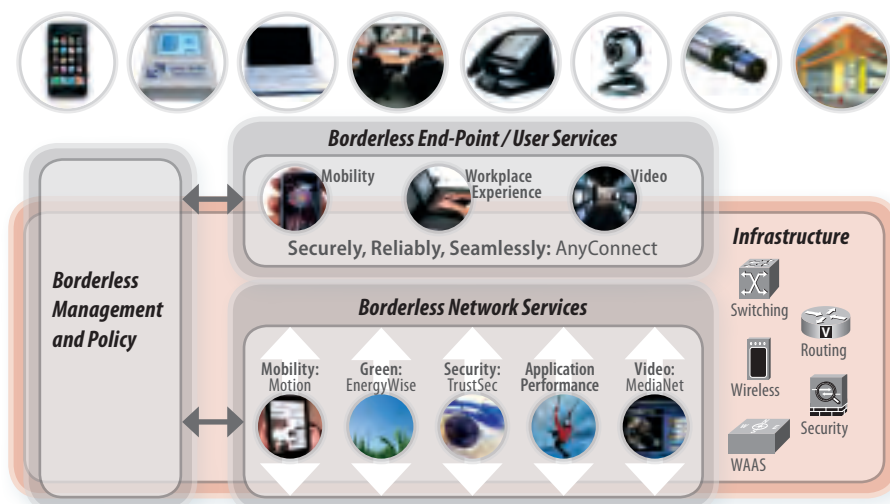 Borderless End-Point / User Services
Mobility
Workplace
Experience
Video
Securely, Reliably, Seamlessly: AnyConnect
Borderless
Management
and Policy
Borderless Network Services
Mobility:
Motion
Green:
EnergyWise
Security:
TrustSec
Application
Performance
Video:
MediaNet
Infrastructure
Switching
V
Routing
Wireless
Security
WAAS